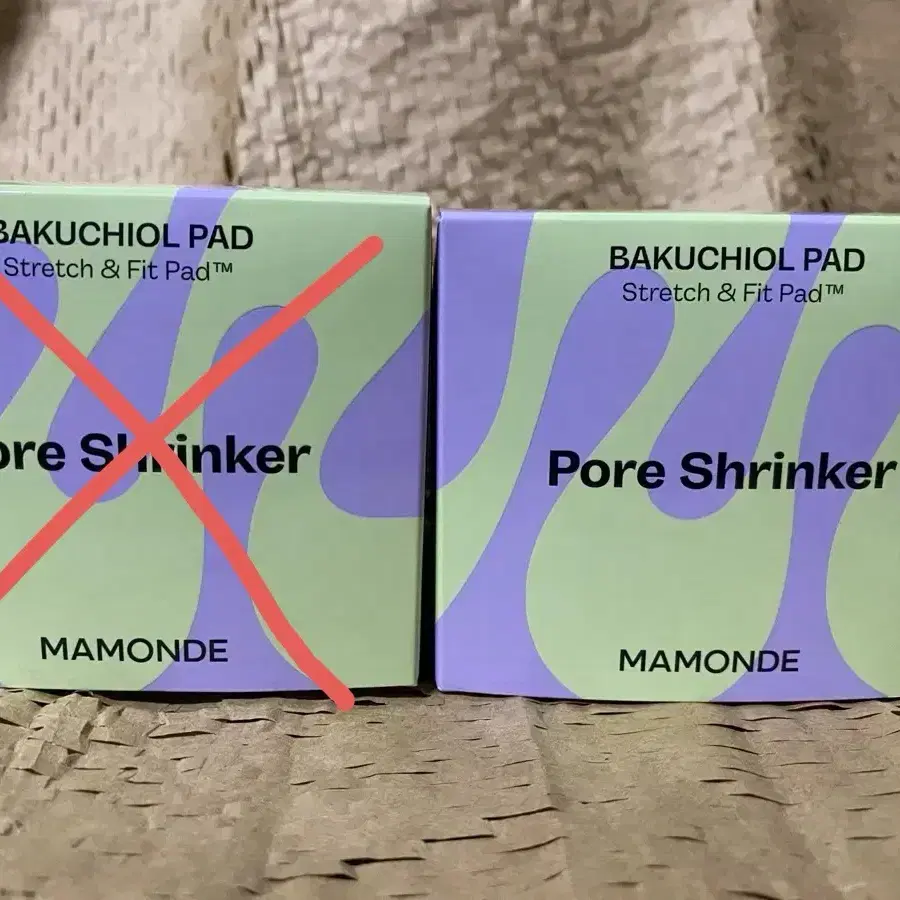 BAKUCHIOL PAD
Stretch & Fit Pad™
ore Shrinker
MAMONDE
BAKUCHIOL PAD
Stretch & Fit Pad™
Pore Shrinker
MAMONDE